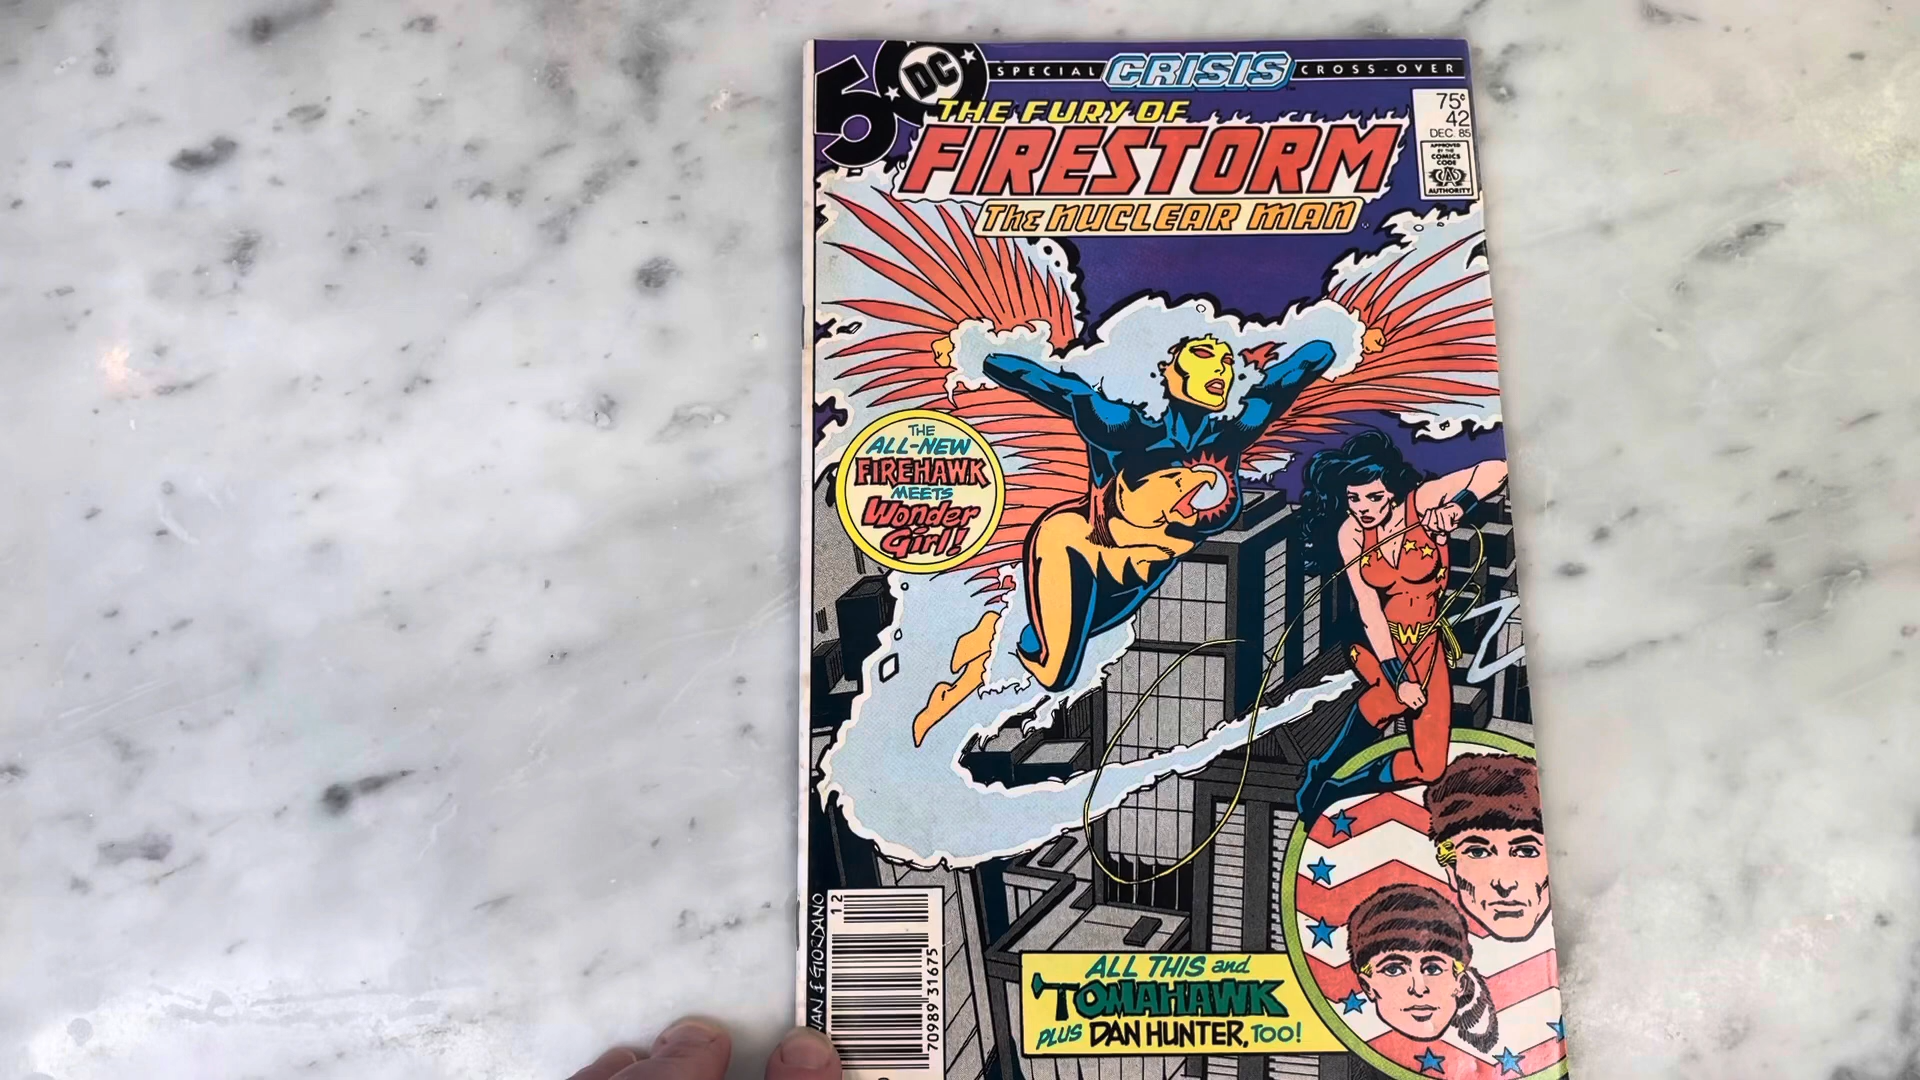 5
DC
SPECIAL CRISIS CROSS-OVER
THE FURY OF
FIRESTORM
THE NUCLEAR MAN
75¢
42
DEC. 85
APPROVED
BY THE
COMICS
CODE
AUTHORITY
THE
ALL-NEW
FIREHAWK
MEETS
Wonder
Girl!
W
ALL THIS and
TOMAHAWK
PLUS DAN HUNTER, TOO!
& GIORDANO
12
70989 31675